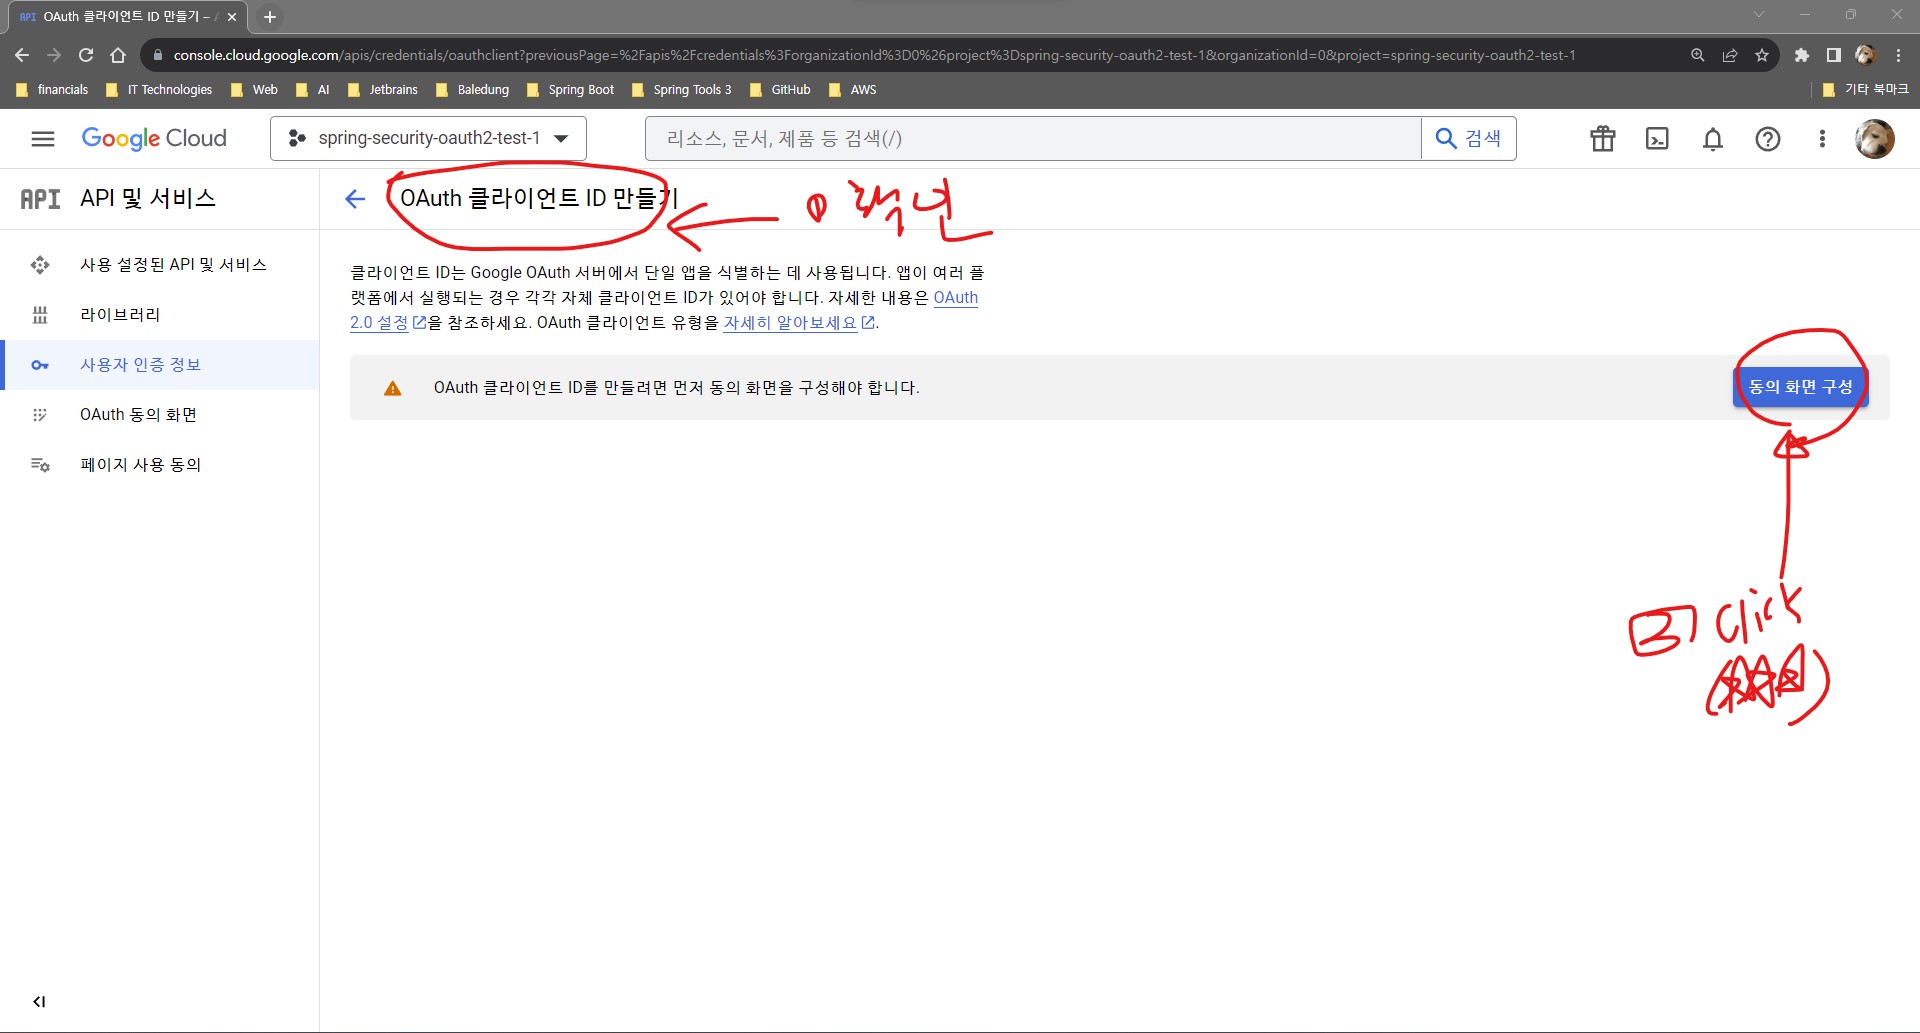 API OAuth 클라이언트 ID 만들기 – A
console.cloud.google.com/apis/credentials/oauthclient?previousPage=%2Fapis%2Fcredentials%3ForganizationId%3D0%26project%3Dspring-security-oauth2-test-1&organizationId=0&project=spring-security-oauth2-test-1
financials IT Technologies Web AI Jetbrains Baledung Spring Boot Spring Tools 3 GitHub AWS 기타 북마크
Google Cloud spring-security-oauth2-test-1 리소스, 문서, 제품 등 검색(/) 검색
API API 및 서비스
OAuth 클라이언트 ID 만들기
사용 설정된 API 및 서비스
라이브러리
사용자 인증 정보
OAuth 동의 화면
페이지 사용 동의
클라이언트 ID는 Google OAuth 서버에서 단일 앱을 식별하는 데 사용됩니다. 앱이 여러 플
랫폼에서 실행되는 경우 각각 자체 클라이언트 ID가 있어야 합니다. 자세한 내용은 OAuth
2.0 설정을 참조하세요. OAuth 클라이언트 유형을 자세히 알아보세요.
OAuth 클라이언트 ID를 만들려면 먼저 동의 화면을 구성해야 합니다.
동의 화면 구성
Click